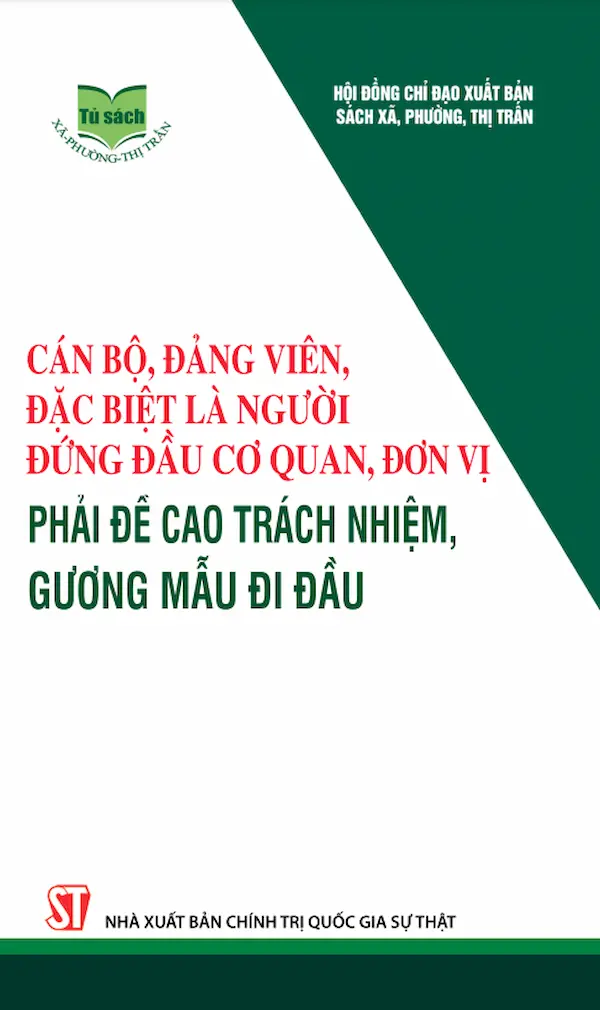 Tủ sách
XÃ-PHƯỜNG-THỊ TRẤN
HỘI ĐỒNG CHỈ ĐẠO XUẤT BẢN
SÁCH XÃ, PHƯỜNG, THỊ TRẤN
CÁN BỘ, ĐẢNG VIÊN,
ĐẶC BIỆT LÀ NGƯỜI
ĐỨNG ĐẦU CƠ QUAN, ĐƠN VỊ
PHẢI ĐỀ CAO TRÁCH NHIỆM,
GƯƠNG MẪU ĐI ĐẦU
ST
NHÀ XUẤT BẢN CHÍNH TRỊ QUỐC GIA SỰ THẬT